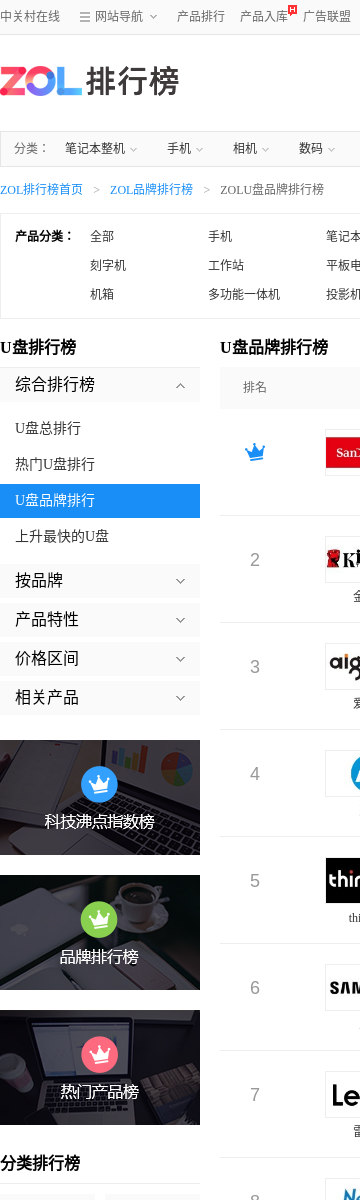 中关村在线 网站导航 产品排行 产品入库 H 广告联盟
ZOL 排行榜
分类： 笔记本整机 手机 相机 数码
ZOL排行榜首页 > ZOL品牌排行榜 > ZOLU盘品牌排行榜
产品分类： 全部 手机 笔记本
刻字机 工作站 平板电
机箱 多功能一体机 投影机
U盘排行榜
综合排行榜
U盘总排行
热门U盘排行
U盘品牌排行
上升最快的U盘
按品牌
产品特性
价格区间
相关产品
科技沸点指数榜
品牌排行榜
热门产品榜
分类排行榜
U盘品牌排行榜
排名
San
2
Ki
金
3
aig
爱
4
5
thin
thi
6
SAM
7
Le
雷
8